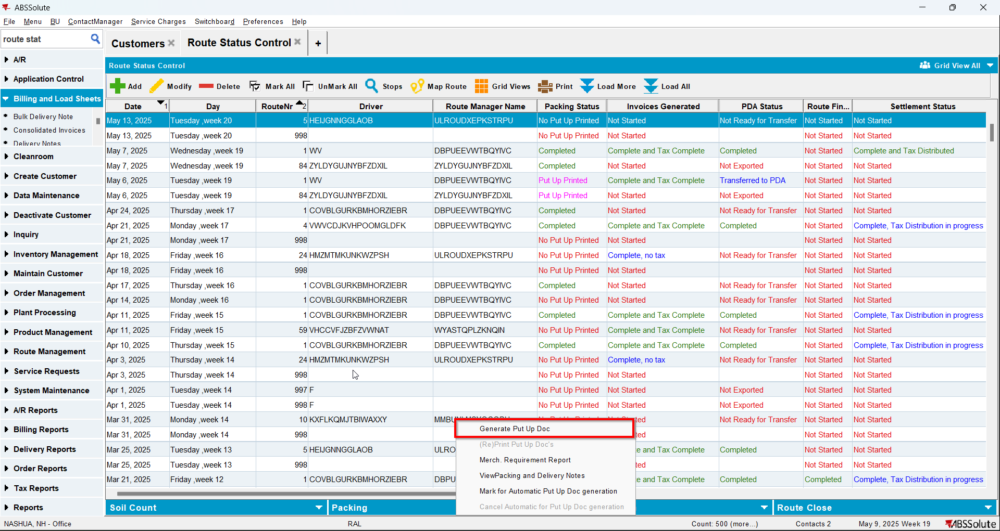 ABSSolute
File Menu BU ContactManager Service Charges Switchboard Preferences Help
route stat
Customers Route Status Control +
A/R
Application Control
Billing and Load Sheets
Bulk Delivery Note
Consolidated Invoices
Delivery Notes
Cleanroom
Create Customer
Data Maintenance
Deactivate Customer
Inquiry
Inventory Management
Maintain Customer
Order Management
Plant Processing
Product Management
Route Management
Service Requests
System Maintenance
A/R Reports
Billing Reports
Delivery Reports
Order Reports
Tax Reports
Reports
Route Status Control Grid View All
Add Modify Delete Mark All UnMark All Stops Map Route Grid Views Print Load More Load All
Date 1 Day RouteNr 2 Driver Route Manager Name Packing Status Invoices Generated PDA Status Route Fin... Settlement Status
May 13, 2025 Tuesday ,week 20 5 HEIJGNNGGLAOB ULROUDXEPKSTRPU No Put Up Printed Not Started Not Ready for Transfer Not Started Not Started
May 13, 2025 Tuesday ,week 20 998 No Put Up Printed Not Started Not Started Not Started
May 7, 2025 Wednesday ,week 19 1 WV DBPUEEVWTBQYIVC Completed Complete and Tax Complete Completed Not Started Complete and Tax Distributed
May 7, 2025 Wednesday ,week 19 84 ZYLDYGUJNYBFZDXIL ZYLDYGUJNYBFZDXIL Completed Not Started Not Exported Not Started Not Started
May 6, 2025 Tuesday ,week 19 1 WV DBPUEEVWTBQYIVC Put Up Printed Complete and Tax Complete Transferred to PDA Not Started Not Started
May 6, 2025 Tuesday ,week 19 84 ZYLDYGUJNYBFZDXIL ZYLDYGUJNYBFZDXIL Put Up Printed Not Started Not Exported Not Started Not Started
Apr 24, 2025 Thursday ,week 17 1 COVBLGURKBMHORZIEBR DBPUEEVWTBQYIVC Completed Not Started Not Ready for Transfer Not Started Not Started
Apr 21, 2025 Monday ,week 17 4 VWVCDJKVHPOOMGLDFK DBPUEEVWTBQYIVC Completed Complete and Tax Complete Completed Not Started Complete, Tax Distribution in progress
Apr 21, 2025 Monday ,week 17 998 No Put Up Printed Not Started Not Started Not Started
Apr 18, 2025 Friday ,week 16 24 HMZMTMKUNKWZPSH ULROUDXEPKSTRPU No Put Up Printed Complete, no tax Not Ready for Transfer Not Started Not Started
Apr 18, 2025 Friday ,week 16 998 No Put Up Printed Not Started Not Started Not Started
Apr 17, 2025 Thursday ,week 16 1 COVBLGURKBMHORZIEBR DBPUEEVWTBQYIVC Completed Not Started Not Ready for Transfer Not Started Not Started
Apr 14, 2025 Monday ,week 16 1 COVBLGURKBMHORZIEBR DBPUEEVWTBQYIVC No Put Up Printed Not Started Not Ready for Transfer Not Started Not Started
Apr 11, 2025 Friday ,week 15 1 COVBLGURKBMHORZIEBR DBPUEEVWTBQYIVC Completed Complete and Tax Complete Completed Not Started Complete, Tax Distribution in progress
Apr 11, 2025 Friday ,week 15 59 VHCCVFJZBFZVWNAT WYASTQPLZKNQIN No Put Up Printed Complete and Tax Complete Not Ready for Transfer Not Started Not Started
Apr 10, 2025 Thursday ,week 15 1 COVBLGURKBMHORZIEBR DBPUEEVWTBQYIVC Completed Complete and Tax Complete Completed Not Started Complete, Tax Distribution in progress
Apr 3, 2025 Thursday ,week 14 24 HMZMTMKUNKWZPSH ULROUDXEPKSTRPU No Put Up Printed Complete, no tax Not Ready for Transfer Not Started Not Started
Apr 3, 2025 Thursday ,week 14 998 No Put Up Printed Not Started Not Started Not Started
Apr 1, 2025 Tuesday ,week 14 997 F No Put Up Printed Not Started Not Exported Not Started Not Started
Apr 1, 2025 Tuesday ,week 14 998 F No Put Up Printed Not Started Not Exported Not Started Not Started
Mar 31, 2025 Monday ,week 14 10 KXFLKQMJTBIWAXXY Not Ready for Transfer Not Started Not Started
Mar 31, 2025 Monday ,week 14 998 Not Started Not Started
Mar 25, 2025 Tuesday ,week 13 5 HEIJGNNGGLAOB ULRO e and Tax Complete Completed Not Started Not Started
Mar 25, 2025 Tuesday ,week 13 998 Not Started Not Started
Mar 21, 2025 Friday ,week 12 1 COVBLGURKBMHORZIEBR DBPU e and Tax Complete Completed Completed Complete, Tax Distribution in progress
Generate Put Up Doc
(Re)Print Put Up Doc's
Merch. Requirement Report
ViewPacking and Delivery Notes
Mark for Automatic Put Up Doc generation
Cancel Automatic for Put Up Doc generation
Soil Count Packing Route Close
NASHUA, NH - Office RAL Count: 500 (more...) Contacts 2 May 9, 2025 Week 19 ABSSolute